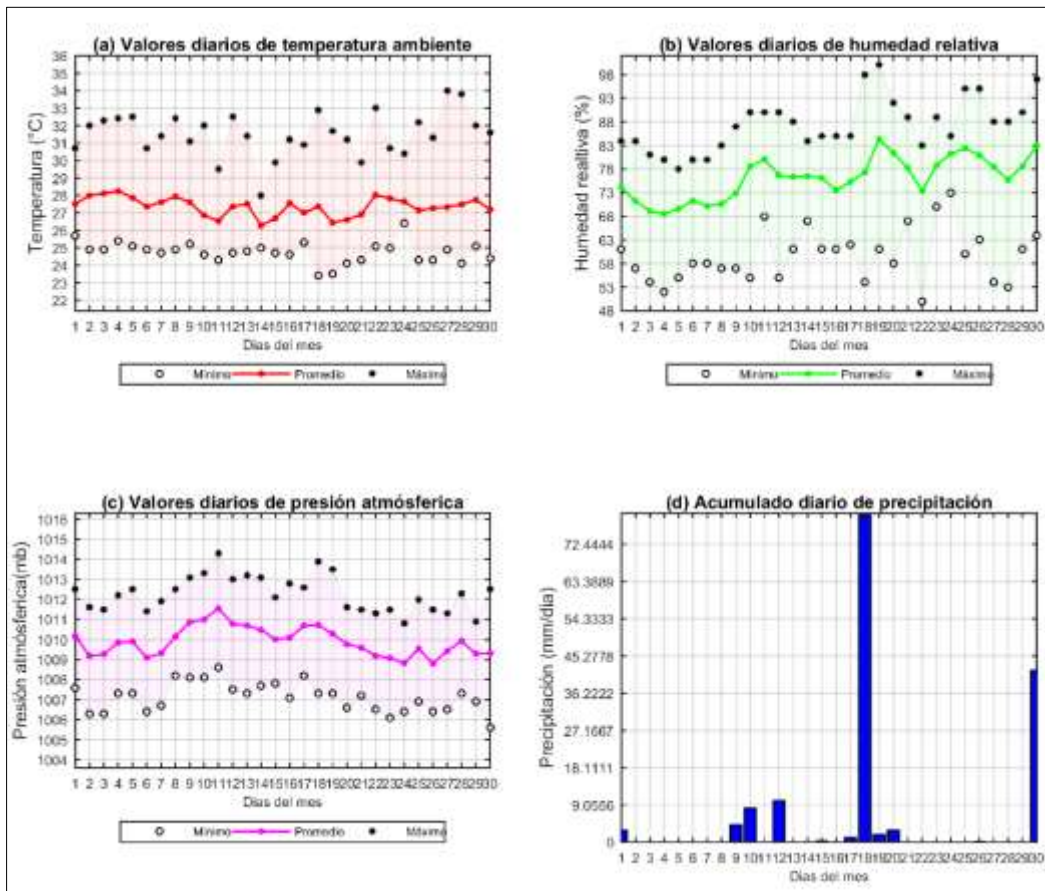 (a) Valores diarios de temperatura ambiente
Temperatura (°C)
36
35
34
33
32
31
30
29
28
27
26
25
24
23
22
1 2 3 4 5 6 7 8 9 10 11 12 13 14 15 16 17 18 19 20 21 22 23 24 25 26 27 28 29 30
Dias del mes
Mínimo Promedio Máximo
(b) Valores diarios de humedad relativa
Humedad realtiva (%)
98
93
88
83
78
73
68
63
58
53
48
1 2 3 4 5 6 7 8 9 10 11 12 13 14 15 16 17 18 19 20 21 22 23 24 25 26 27 28 29 30
Dias del mes
Mínimo Promedio Máximo
(c) Valores diarios de presión atmósferica
Presión atmósferica(mb)
1016
1015
1014
1013
1012
1011
1010
1009
1008
1007
1006
1005
1004
1 2 3 4 5 6 7 8 9 10 11 12 13 14 15 16 17 18 19 20 21 22 23 24 25 26 27 28 29 30
Dias del mes
Mínimo Promedio Máximo
(d) Acumulado diario de precipitación
Precipitación (mm/dia)
72.4444
63.3889
54.3333
45.2778
36.2222
27.1667
18.1111
9.0556
0
1 2 3 4 5 6 7 8 9 10 11 12 13 14 15 16 17 18 19 20 21 22 23 24 25 26 27 28 29 30
Dias del mes